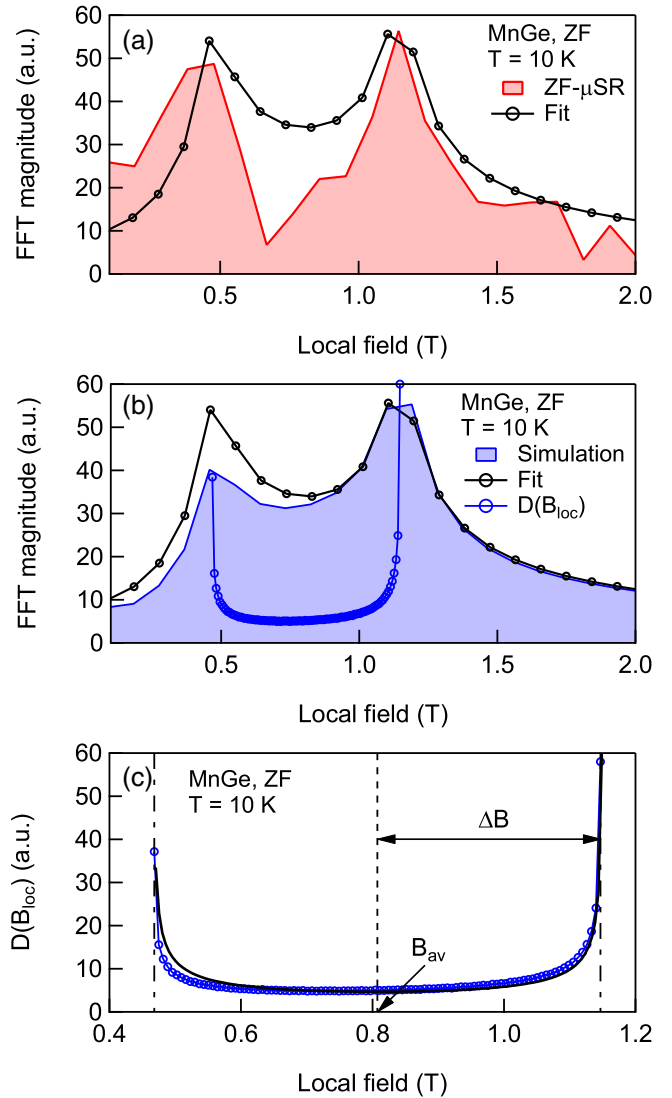 (a)
MnGe, ZF
T = 10 K
ZF-μSR
Fit
FFT magnitude (a.u.)
60
50
40
30
20
10
0
0.5
1.0
1.5
2.0
Local field (T)
(b)
MnGe, ZF
T = 10 K
Simulation
Fit
D(Bloc)
FFT magnitude (a.u.)
60
50
40
30
20
10
0
0.5
1.0
1.5
2.0
Local field (T)
(c)
MnGe, ZF
T = 10 K
ΔB
Bav
D(Bloc) (a.u.)
60
50
40
30
20
10
0
0.4
0.6
0.8
1.0
1.2
Local field (T)